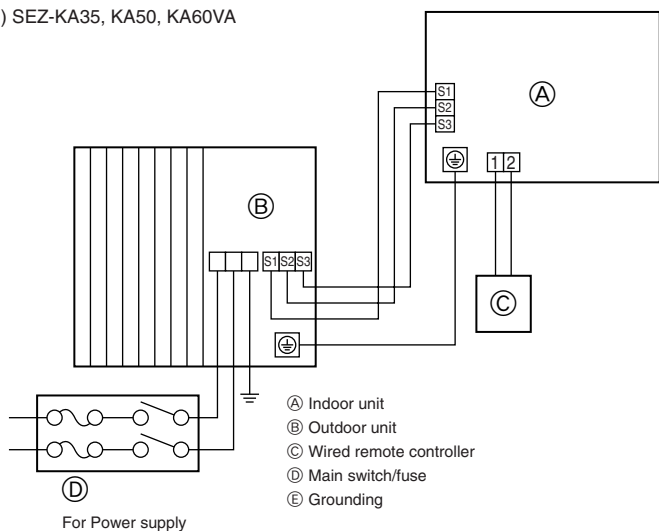 ) SEZ-KA35, KA50, KA60VA
S1
S2
S3
Ⓐ
1 2
Ⓑ
S1 S2 S3
Ⓒ
Ⓐ Indoor unit
Ⓑ Outdoor unit
Ⓒ Wired remote controller
Ⓓ Main switch/fuse
Ⓔ Grounding
Ⓓ
For Power supply